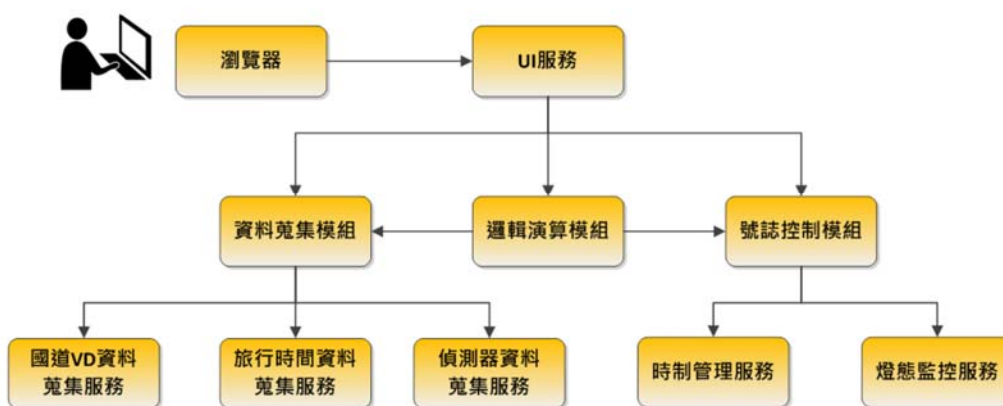 瀏覽器
UI服務
資料蒐集模組
邏輯演算模組
號誌控制模組
國道VD資料
蒐集服務
旅行時間資料
蒐集服務
偵測器資料
蒐集服務
時制管理服務
燈態監控服務